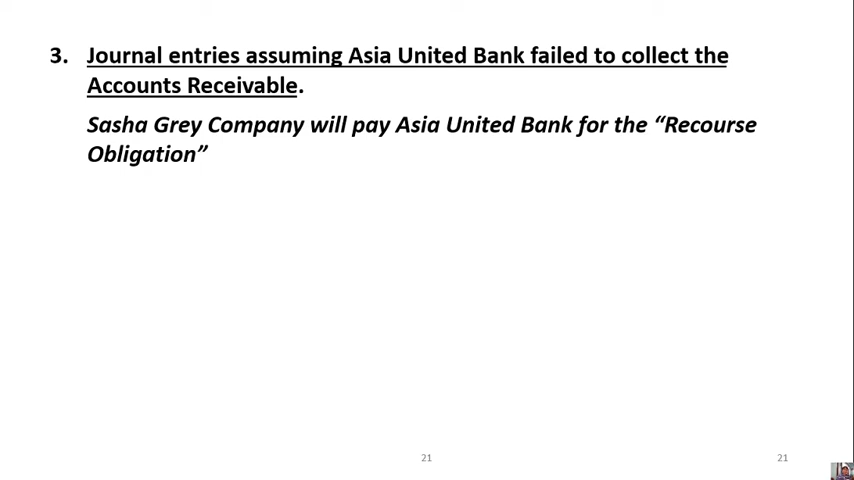 3. Journal entries assuming Asia United Bank failed to collect the
Accounts Receivable.
Sasha Grey Company will pay Asia United Bank for the “Recourse
Obligation”
21
21